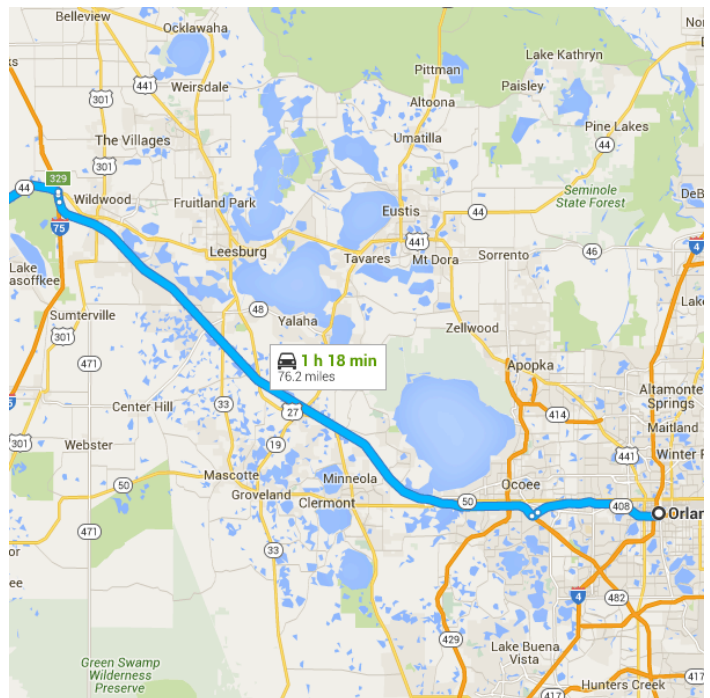 Belleview
Ocklawaha
Lake Kathryn
Pittman
Paisley
441
Weirsdale
Altoona
301
The Villages
Umatilla
Pine Lakes
44
301
329
44
Wildwood
Fruitland Park
Eustis
Seminole
State Forest
44
75
Leesburg
441
4
Lake
Tavares
Mt Dora
Sorrento
46
Sumterville
48
Yalaha
Zellwood
301
1 h 18 min
76.2 miles
471
Apopka
Center Hill
33
27
414
Altamonte
Springs
301
Webster
19
Maitland
441
Winter
50
Mascotte
Minneola
Ocoee
Groveland
Clermont
50
408
Orlan
471
33
4
482
429
Lake Buena
Vista
Green Swamp
Wilderness
Preserve
417
Hunters Creek
417